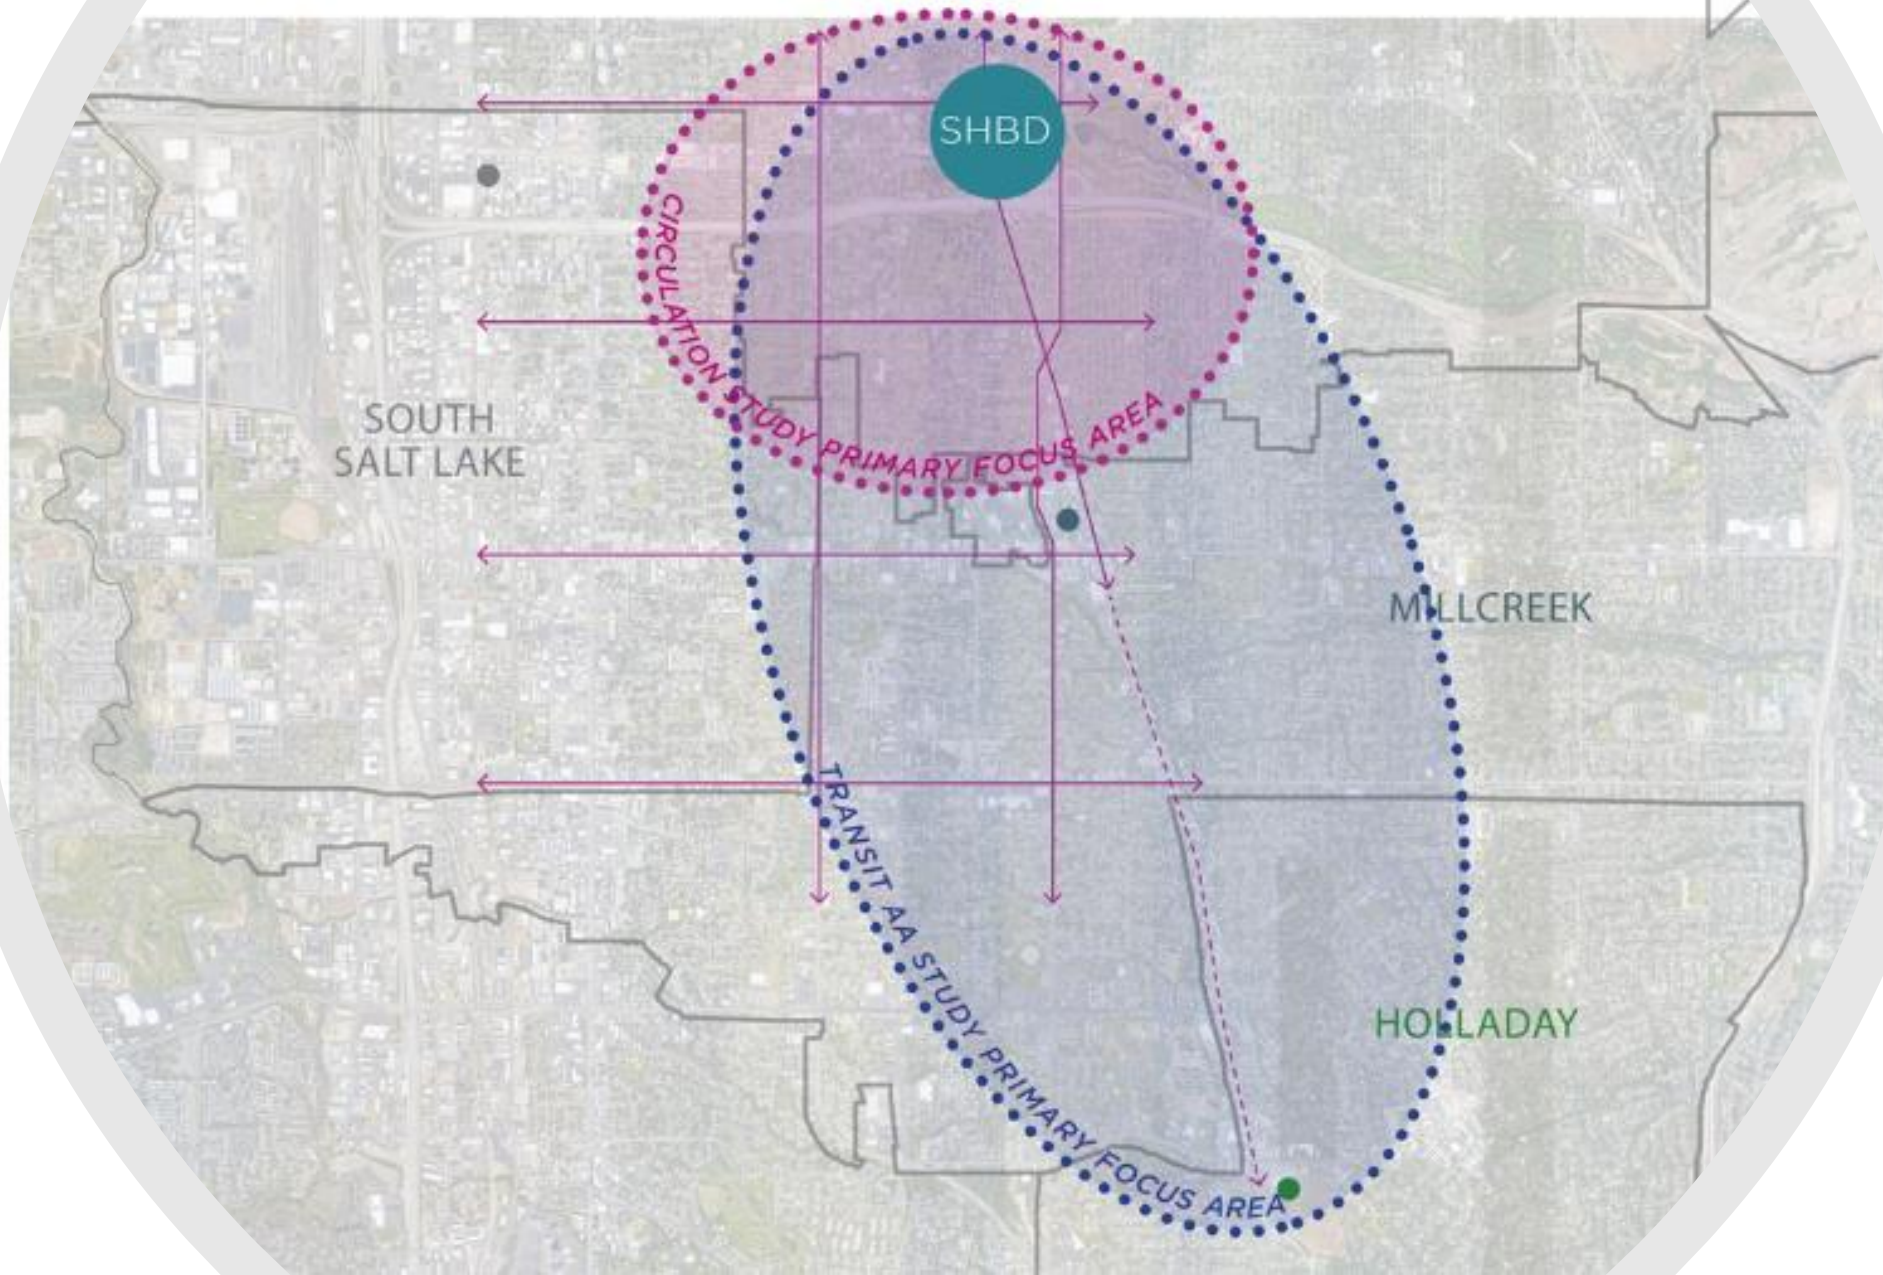 SHBD
CIRCULATION STUDY PRIMARY FOCUS AREA
SOUTH
SALT LAKE
MILLCREEK
TRANSIT AA STUDY PRIMARY FOCUS AREA
HOLLADAY